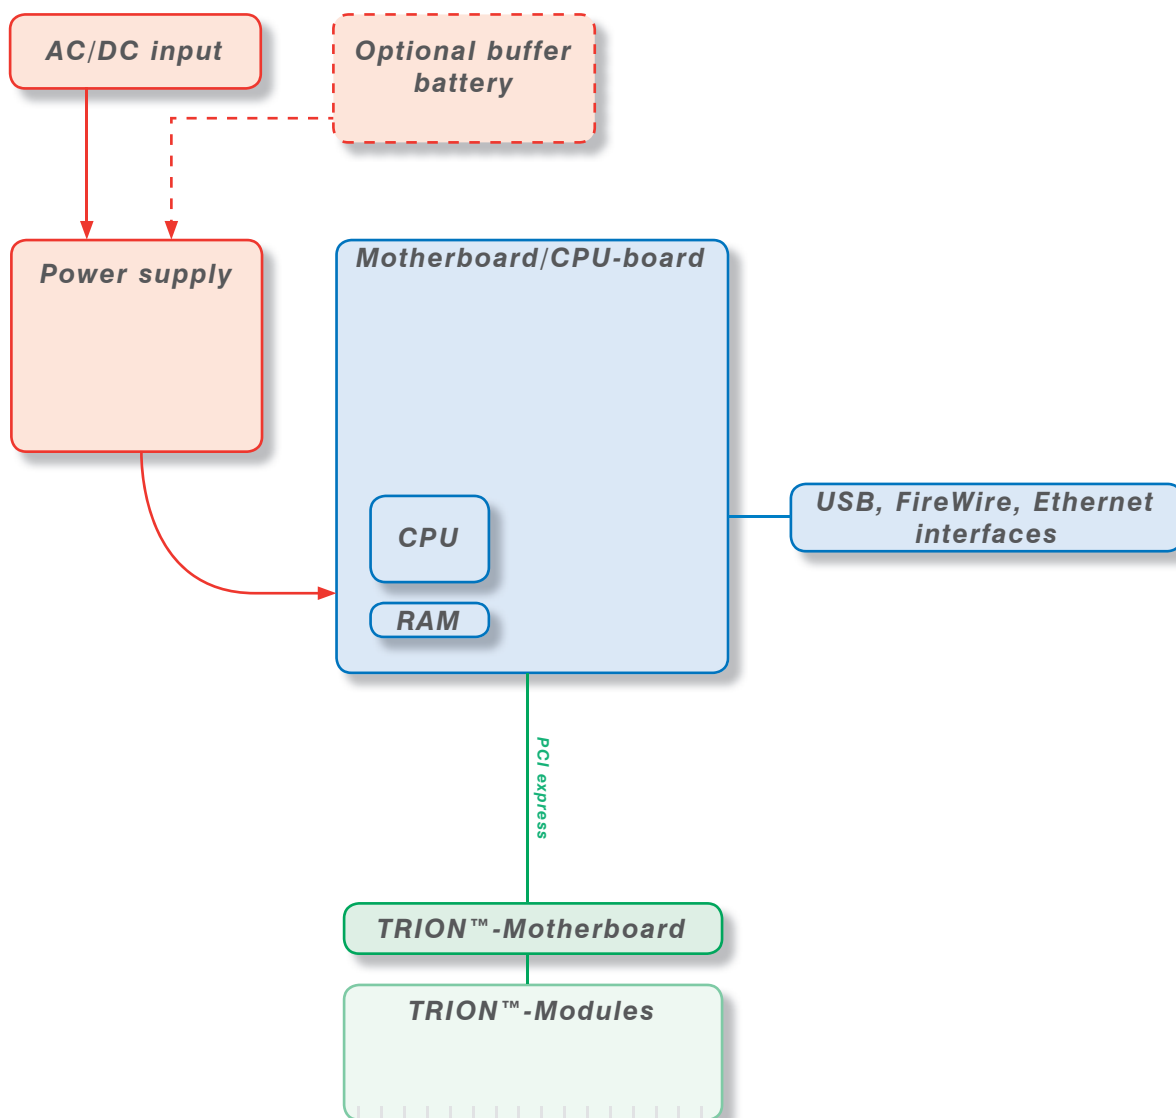 AC/DC input
Optional buffer
battery
Power supply
Motherboard/CPU-board
CPU
RAM
USB, FireWire, Ethernet
interfaces
PCI express
TRION™-Motherboard
TRION™-Modules